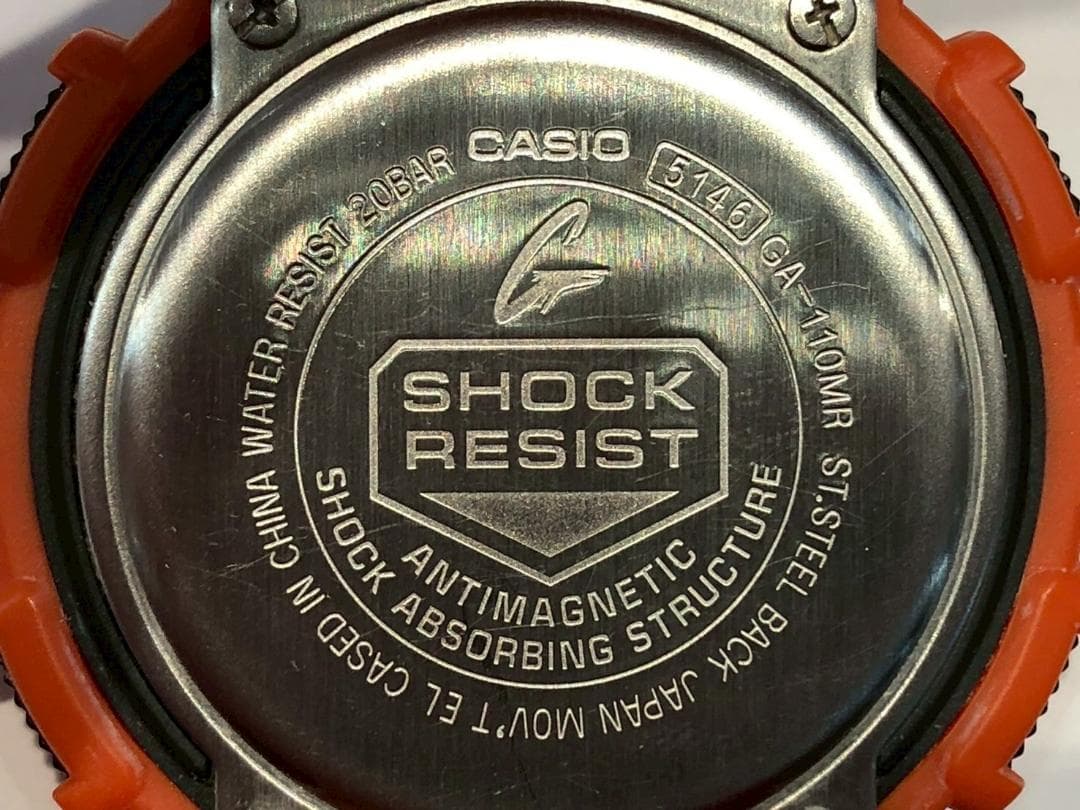 CASIO
5146 GA-110MR ST.STEEL BACK JAPAN MOV'T EL CASED IN CHINA WATER RESIST 20BAR
G
SHOCK
RESIST
ANTIMAGNETIC
SHOCK ABSORBING STRUCTURE